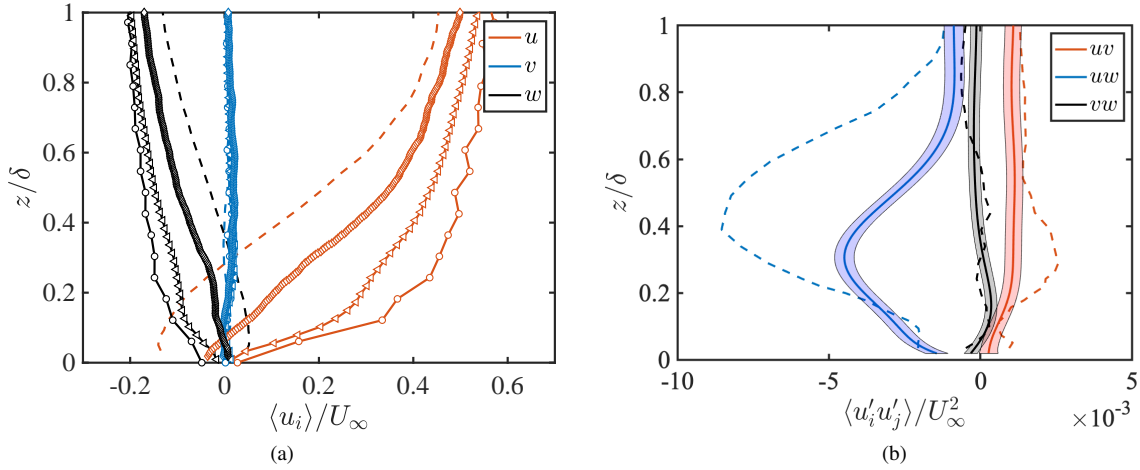 1
0.8
0.6
0.4
0.2
0
z/δ
-0.2 0 0.2 0.4 0.6
⟨u_i⟩/U_∞
u
v
w
(a)
1
0.8
0.6
0.4
0.2
0
z/δ
-10 -5 0 5
×10⁻³
⟨u′_i u′_j⟩/U²_∞
uv
uw
vw
(b)